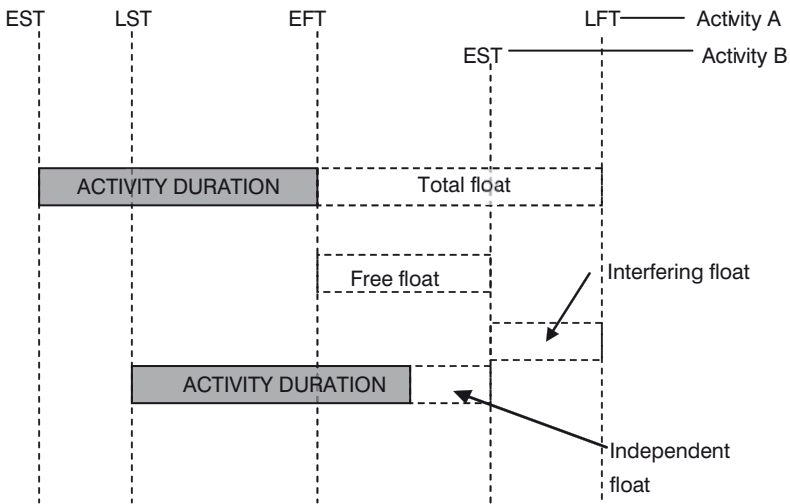 EST LST EFT LFT Activity A
EST Activity B
ACTIVITY DURATION Total float
Free float Interfering float
ACTIVITY DURATION
Independent
float